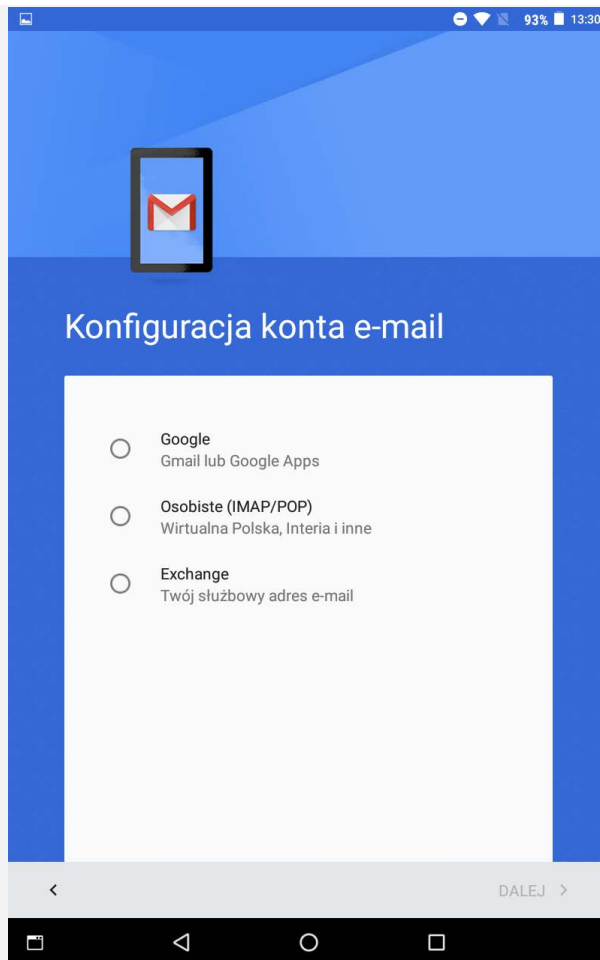 93% 13:30
Konfiguracja konta e-mail
Google
Gmail lub Google Apps
Osobiste (IMAP/POP)
Wirtualna Polska, Interia i inne
Exchange
Twój służbowy adres e-mail
DALEJ